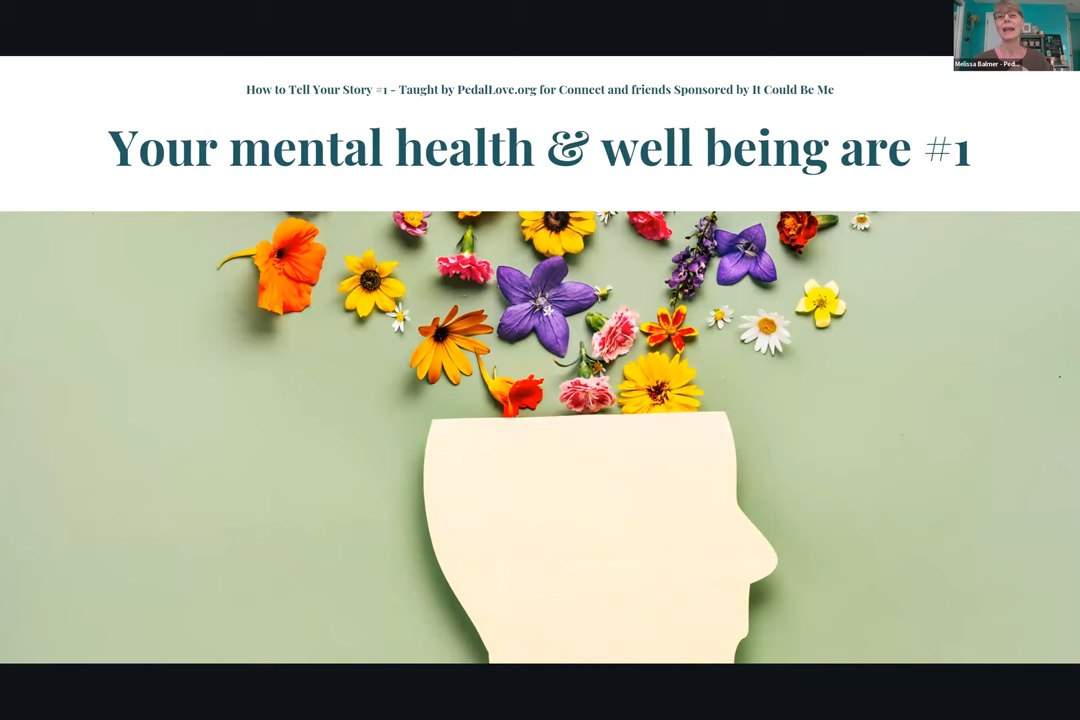 Melissa Balmer - Ped...
How to Tell Your Story #1 - Taught by PedalLove.org for Connect and friends Sponsored by It Could Be Me
Your mental health & well being are #1